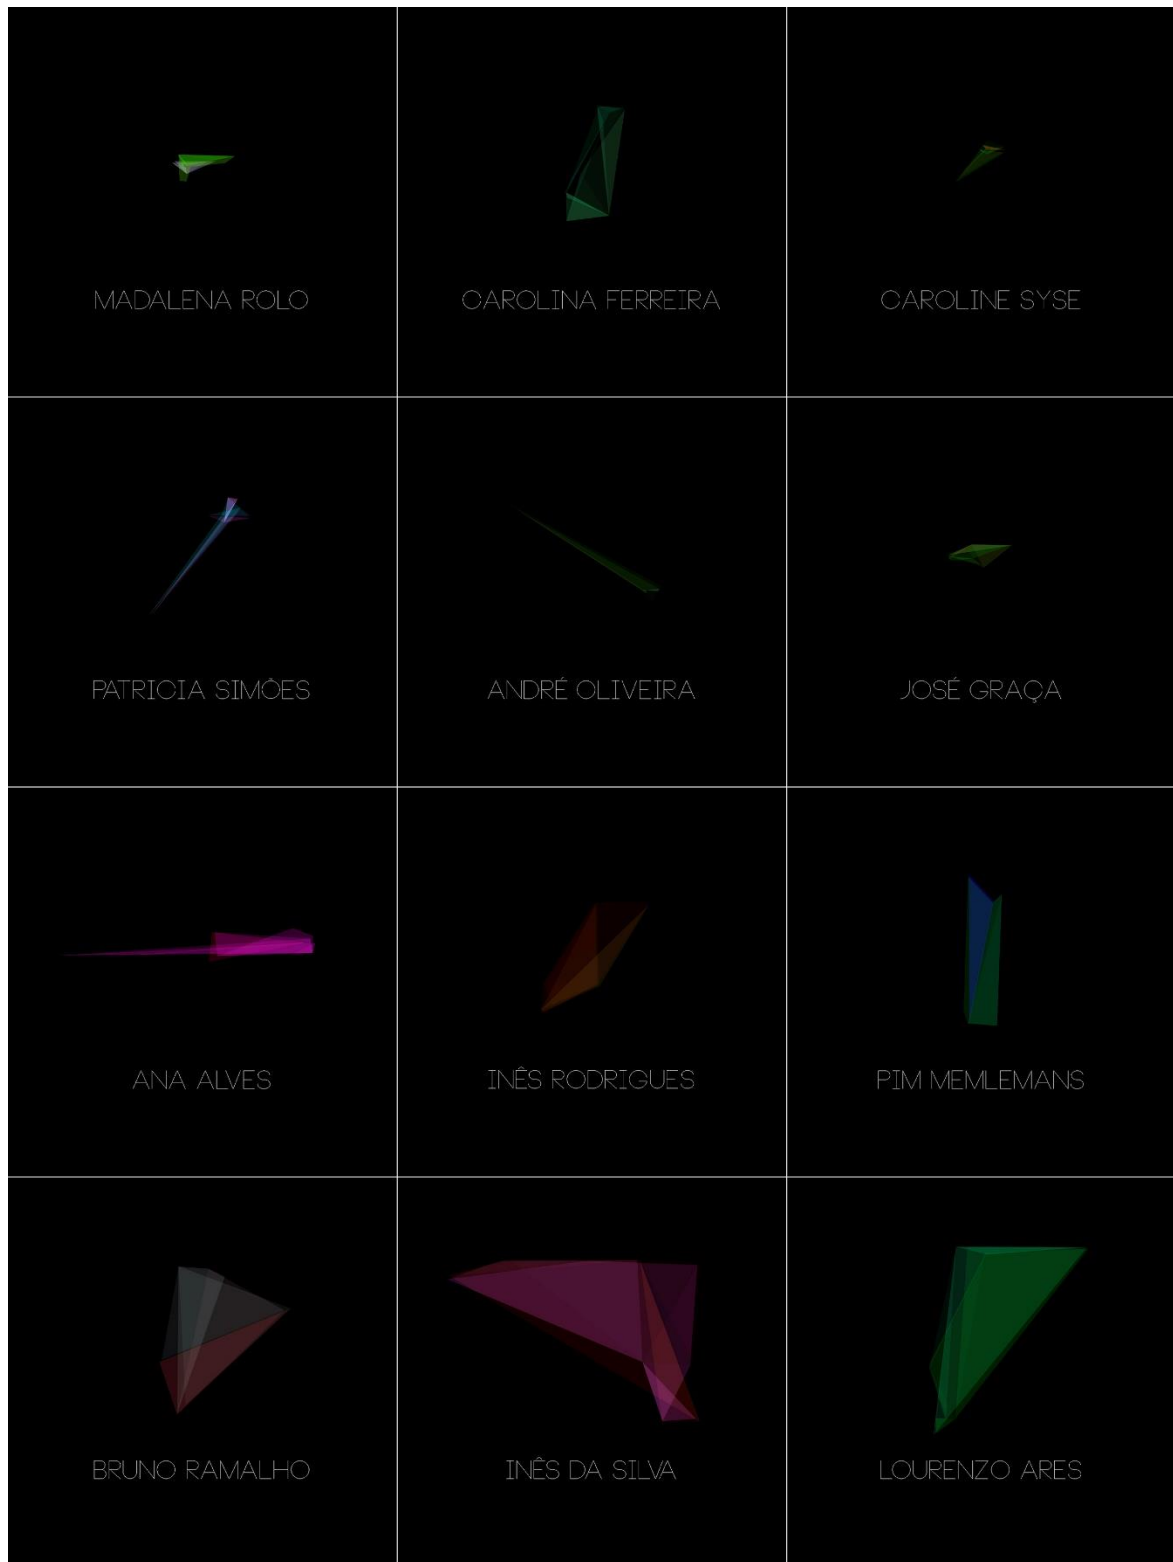 MADALENA ROLO
CAROLINA FERREIRA
CAROLINE SYSE
PATRICIA SIMÕES
ANDRÉ OLIVEIRA
JOSÉ GRAÇA
ANA ALVES
INÊS RODRIGUES
PIM MEMLEMANS
BRUNO RAMALHO
INÊS DA SILVA
LOURENZO ARES